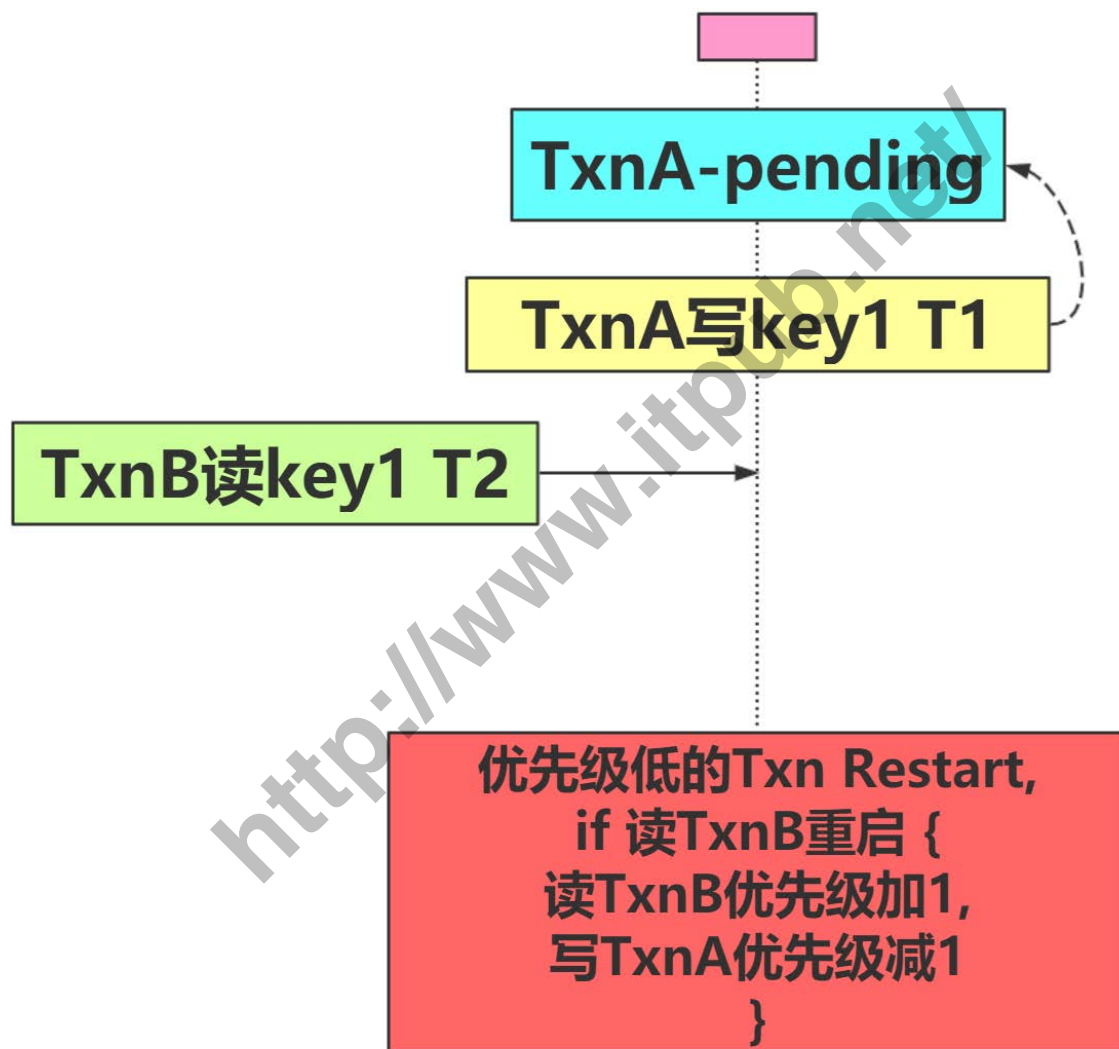 TxnA-pending
TxnA写key1 T1
TxnB读key1 T2
优先级低的Txn Restart,
if 读TxnB重启 {
读TxnB优先级加1,
写TxnA优先级减1
}
http://www.itpub.net/